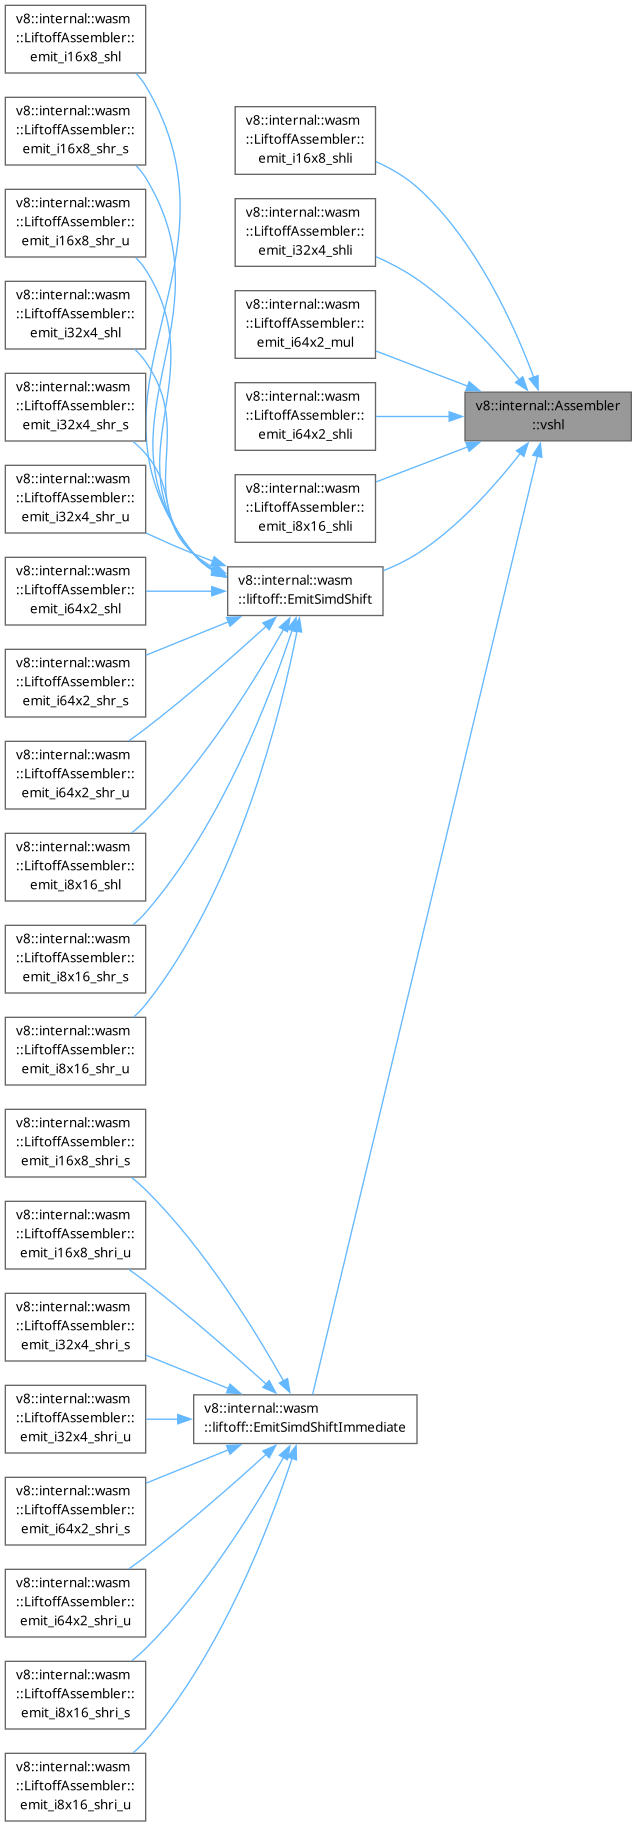 v8::internal::wasm
::LiftoffAssembler::
emit_i16x8_shl
v8::internal::wasm
::LiftoffAssembler::
emit_i16x8_shr_s
v8::internal::wasm
::LiftoffAssembler::
emit_i16x8_shr_u
v8::internal::wasm
::LiftoffAssembler::
emit_i32x4_shl
v8::internal::wasm
::LiftoffAssembler::
emit_i32x4_shr_s
v8::internal::wasm
::LiftoffAssembler::
emit_i32x4_shr_u
v8::internal::wasm
::LiftoffAssembler::
emit_i64x2_shl
v8::internal::wasm
::LiftoffAssembler::
emit_i64x2_shr_s
v8::internal::wasm
::LiftoffAssembler::
emit_i64x2_shr_u
v8::internal::wasm
::LiftoffAssembler::
emit_i8x16_shl
v8::internal::wasm
::LiftoffAssembler::
emit_i8x16_shr_s
v8::internal::wasm
::LiftoffAssembler::
emit_i8x16_shr_u
v8::internal::wasm
::LiftoffAssembler::
emit_i16x8_shri_s
v8::internal::wasm
::LiftoffAssembler::
emit_i16x8_shri_u
v8::internal::wasm
::LiftoffAssembler::
emit_i32x4_shri_s
v8::internal::wasm
::LiftoffAssembler::
emit_i32x4_shri_u
v8::internal::wasm
::LiftoffAssembler::
emit_i64x2_shri_s
v8::internal::wasm
::LiftoffAssembler::
emit_i64x2_shri_u
v8::internal::wasm
::LiftoffAssembler::
emit_i8x16_shri_s
v8::internal::wasm
::LiftoffAssembler::
emit_i8x16_shri_u
v8::internal::wasm
::LiftoffAssembler::
emit_i16x8_shli
v8::internal::wasm
::LiftoffAssembler::
emit_i32x4_shli
v8::internal::wasm
::LiftoffAssembler::
emit_i64x2_mul
v8::internal::wasm
::LiftoffAssembler::
emit_i64x2_shli
v8::internal::wasm
::LiftoffAssembler::
emit_i8x16_shli
v8::internal::wasm
::liftoff::EmitSimdShift
v8::internal::wasm
::liftoff::EmitSimdShiftImmediate
v8::internal::Assembler
::vshl